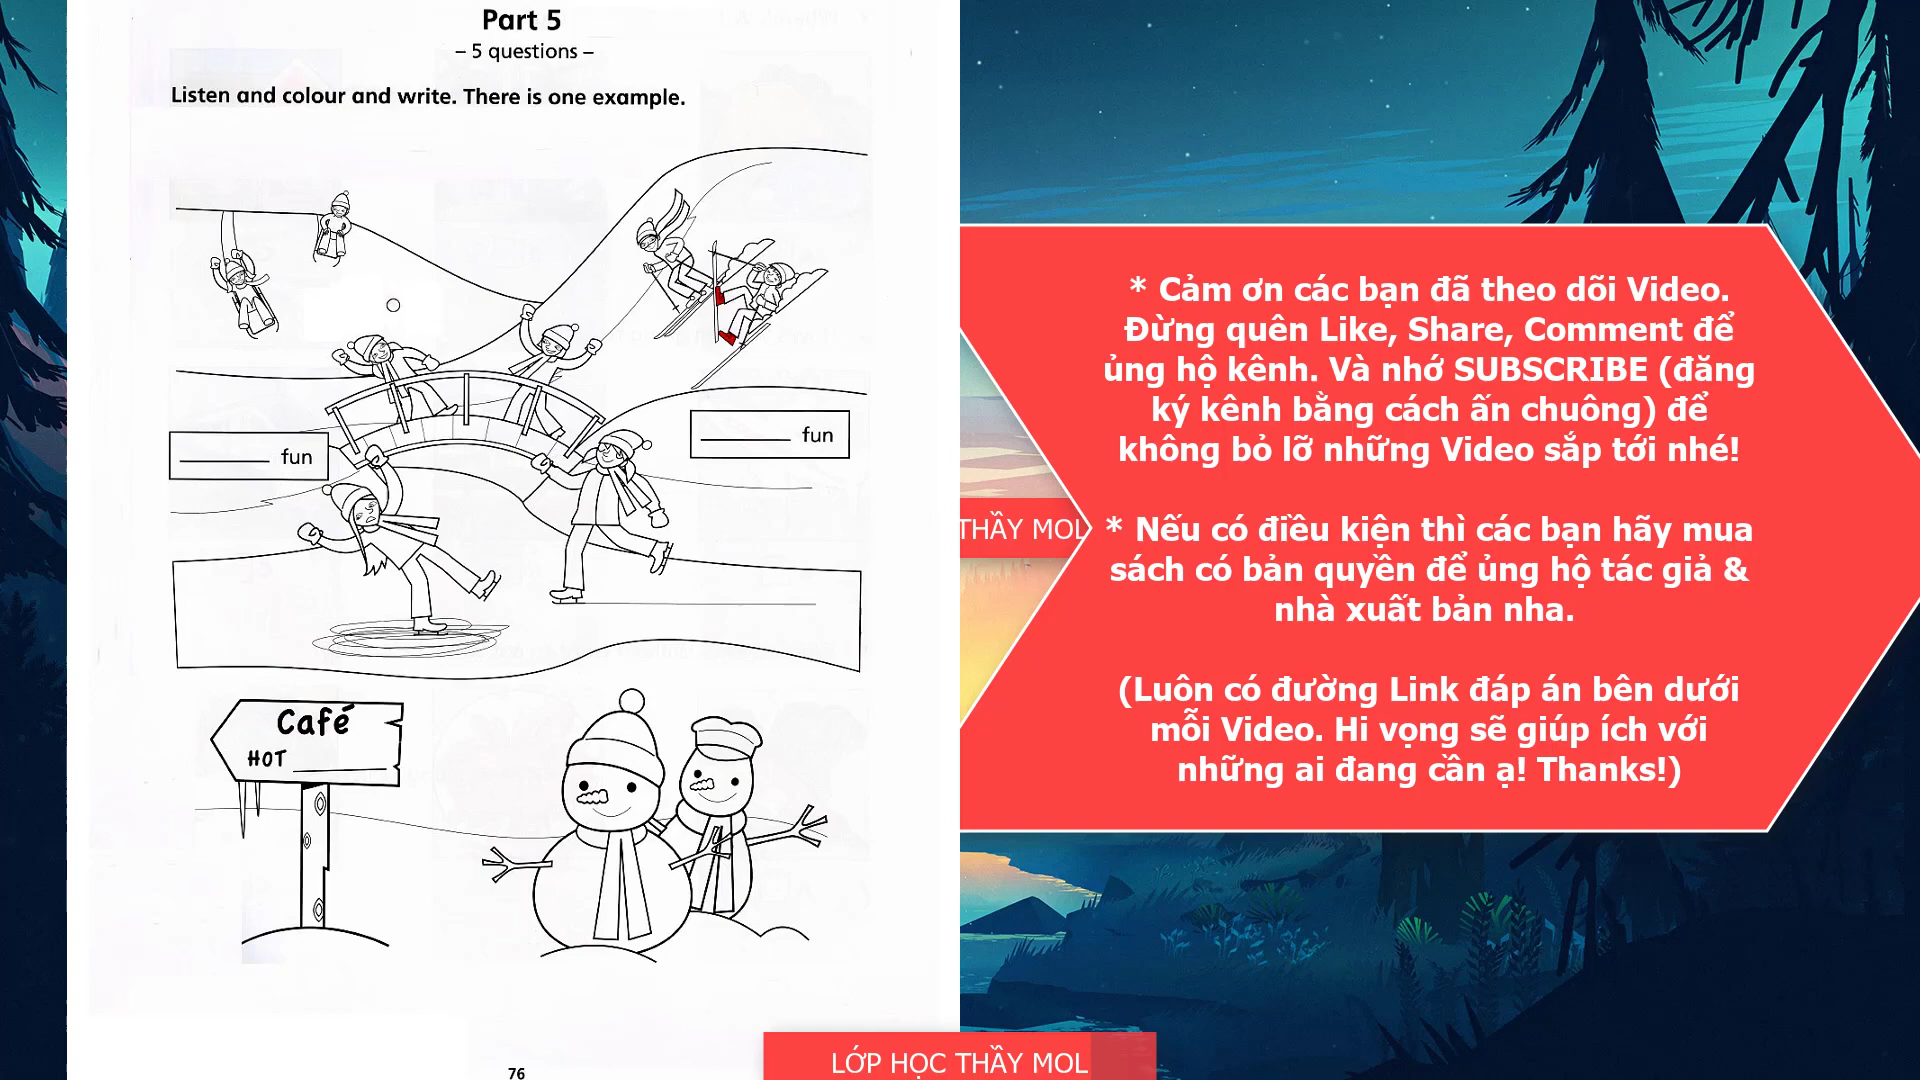 Part 5
– 5 questions –
Listen and colour and write. There is one example.
________ fun
________ fun
Café
HOT ________
76
* Cảm ơn các bạn đã theo dõi Video.
Đừng quên Like, Share, Comment để
ủng hộ kênh. Và nhớ SUBSCRIBE (đăng
ký kênh bằng cách ấn chuông) để
không bỏ lỡ những Video sắp tới nhé!
* Nếu có điều kiện thì các bạn hãy mua
sách có bản quyền để ủng hộ tác giả &
nhà xuất bản nha.
(Luôn có đường Link đáp án bên dưới
mỗi Video. Hi vọng sẽ giúp ích với
những ai đang cần ạ! Thanks!)
THẦY MOL
LỚP HỌC THẦY MOL